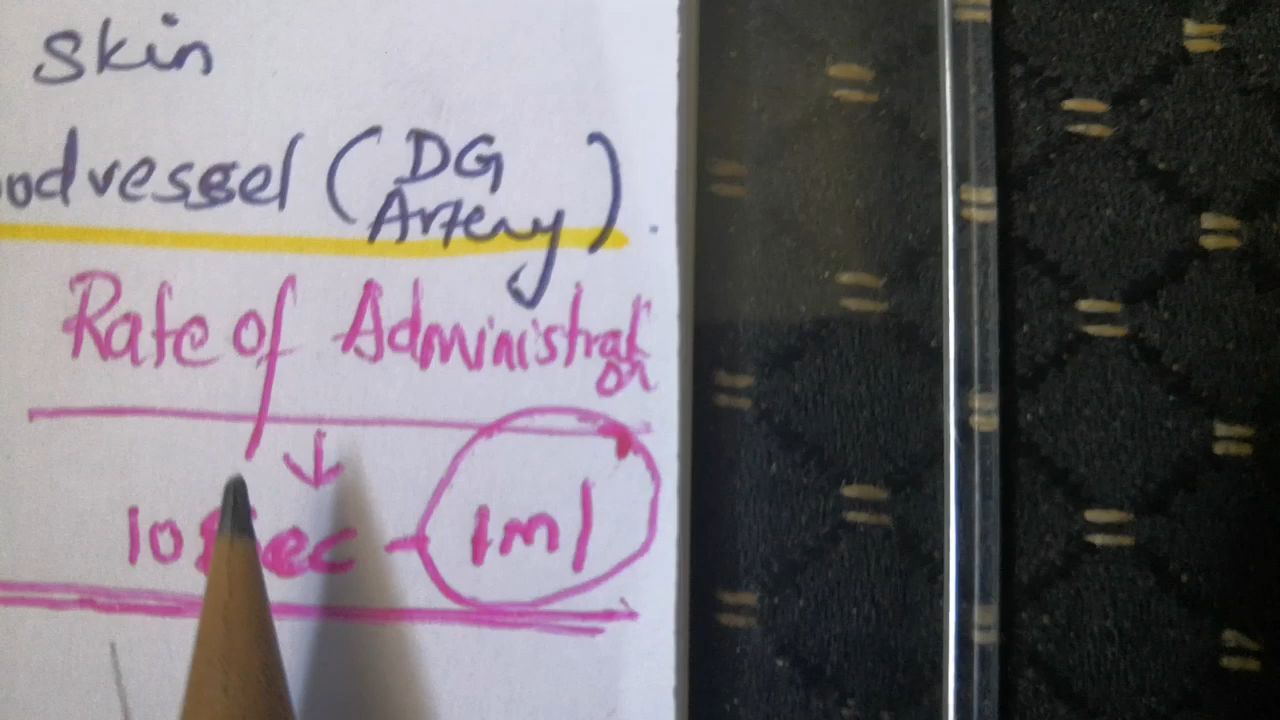 skin
odvessel (DG Artery).
Rate of Administration
↓
10 Sec - 1ml